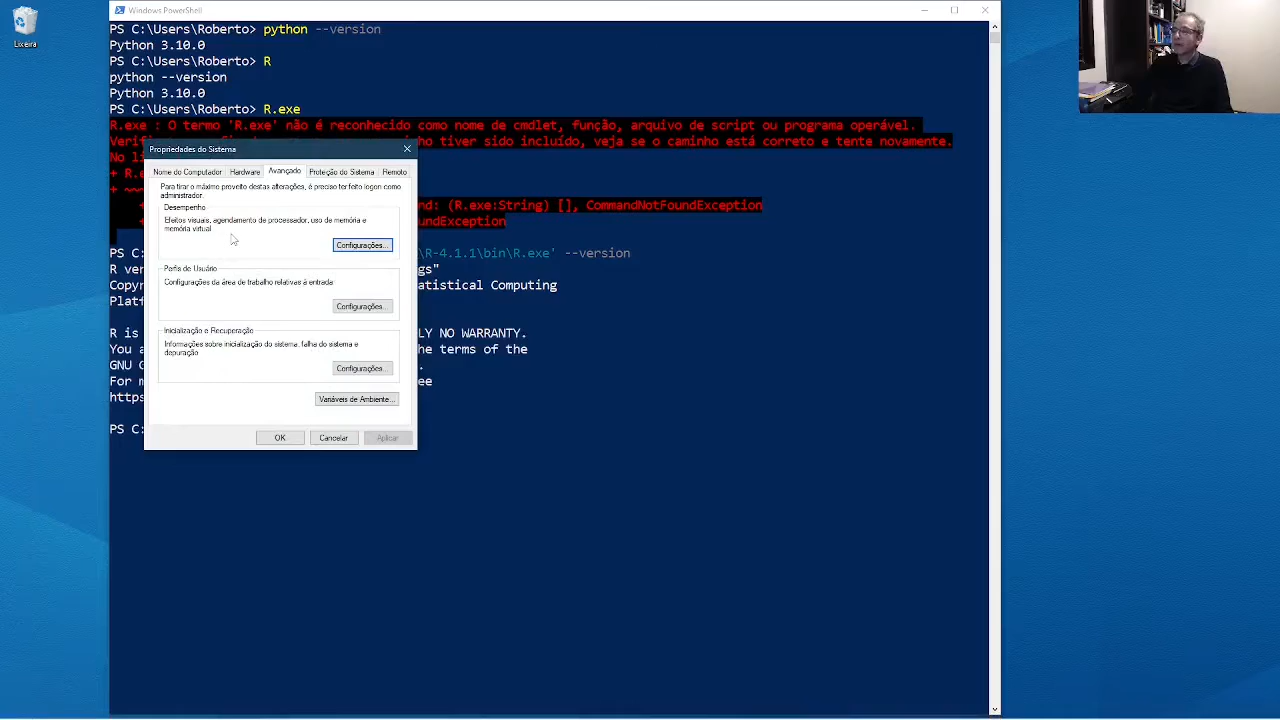 Lixeira
Windows PowerShell
PS C:\Users\Roberto> python --version
Python 3.10.0
PS C:\Users\Roberto> R
python --version
Python 3.10.0
PS C:\Users\Roberto> R.exe
R.exe : O termo 'R.exe' não é reconhecido como nome de cmdlet, função, arquivo de script ou programa operável.
Verifi
nho tiver sido incluído, veja se o caminho está correto e tente novamente.
No li
+ R.e
+ ~~~
+
nd: (R.exe:String) [], CommandNotFoundException
+
undException
PS C:
\R-4.1.1\bin\R.exe' --version
R ver
gs"
Copyr
atistical Computing
Platf
R is
LY NO WARRANTY.
You a
he terms of the
GNU G
.
For m
ee
https
PS C:
Propriedades do Sistema
Nome do Computador Hardware Avançado Proteção do Sistema Remoto
Para tirar o máximo proveito destas alterações, é preciso ter feito logon como
administrador.
Desempenho
Efeitos visuais, agendamento de processador, uso de memória e
memória virtual
Configurações...
Perfis de Usuário
Configurações da área de trabalho relativas à entrada
Configurações...
Inicialização e Recuperação
Informações sobre inicialização do sistema, falha do sistema e
depuração
Configurações...
Variáveis de Ambiente...
OK Cancelar Aplicar